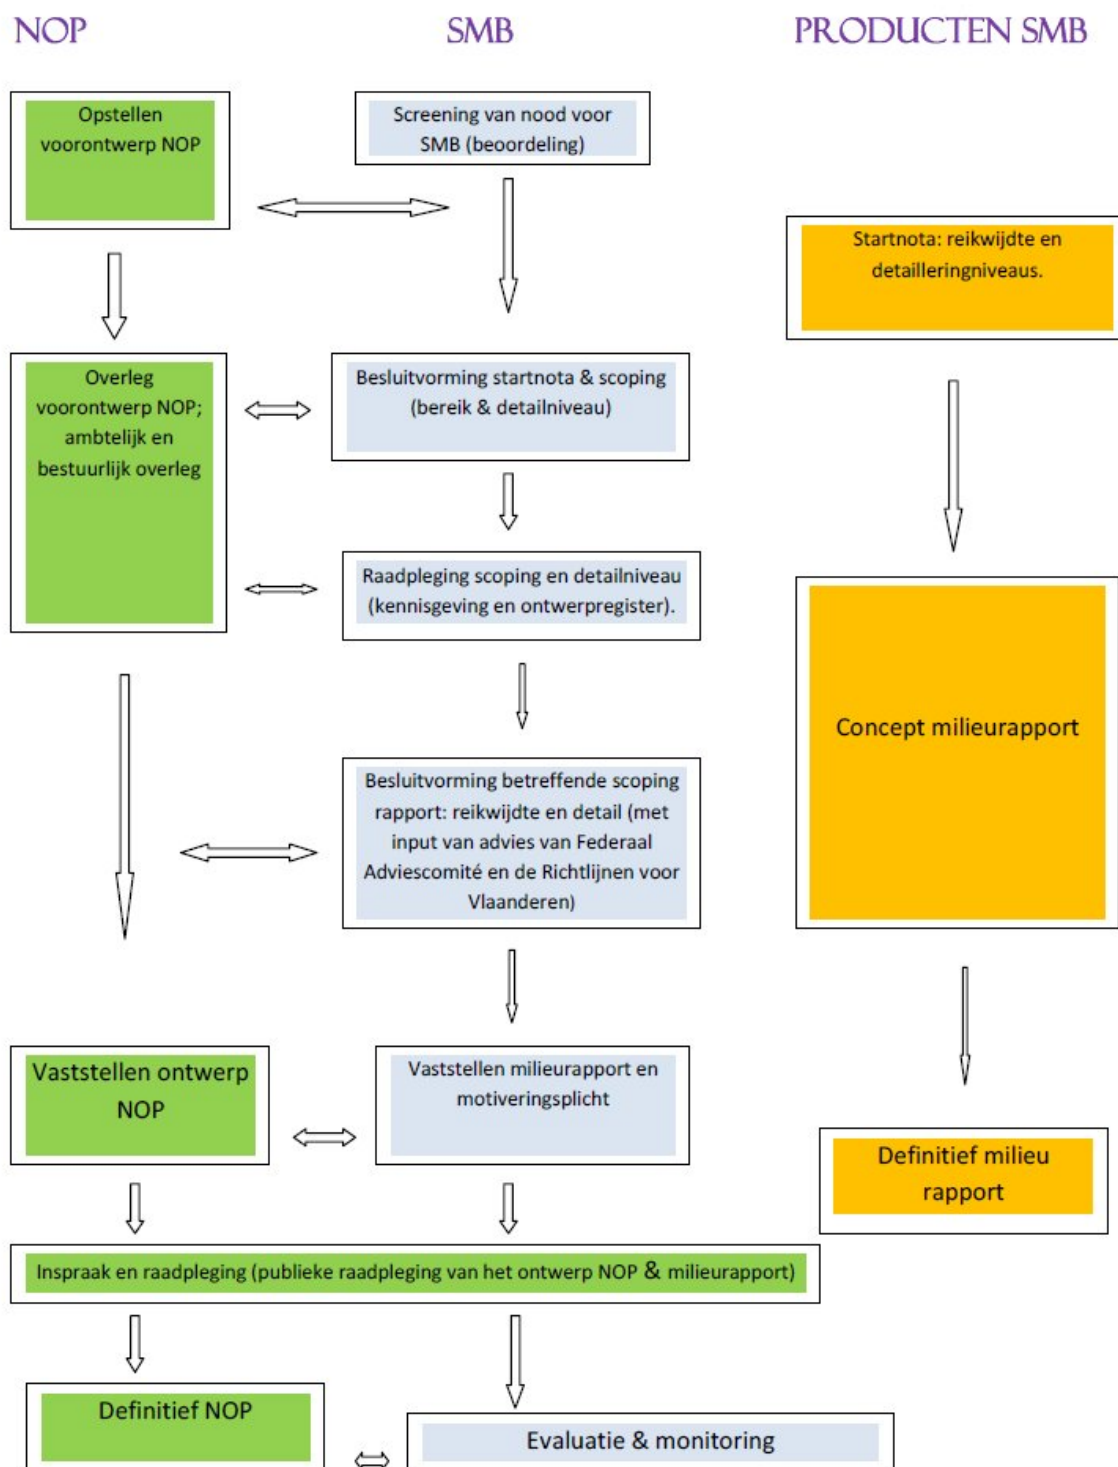 NOP
SMB
PRODUCTEN SMB
Opstellen
voorontwerp NOP
Screening van nood voor
SMB (beoordeling)
Startnota: reikwijdte en
detailleringniveaus.
Overleg
voorontwerp NOP;
ambtelijk en
bestuurlijk overleg
Besluitvorming startnota & scoping
(bereik & detailniveau)
Raadpleging scoping en detailniveau
(kennisgeving en ontwerpregister).
Concept milieurapport
Besluitvorming betreffende scoping
rapport: reikwijdte en detail (met
input van advies van Federaal
Adviescomité en de Richtlijnen voor
Vlaanderen)
Vaststellen ontwerp
NOP
Vaststellen milieurapport en
motiveringsplicht
Definitief milieu
rapport
Inspraak en raadpleging (publieke raadpleging van het ontwerp NOP & milieurapport)
Definitief NOP
Evaluatie & monitoring